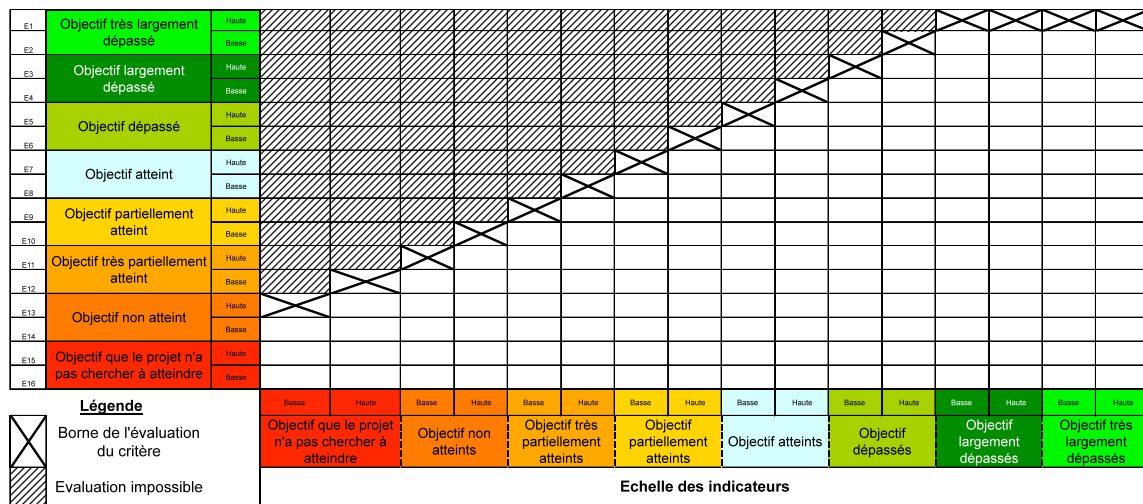 E1
Objectif très largement
dépassé
Haute
E2
Basse
E3
Objectif largement
dépassé
Haute
E4
Basse
E5
Objectif dépassé
Haute
E6
Basse
E7
Objectif atteint
Haute
E8
Basse
E9
Objectif partiellement
atteint
Haute
E10
Basse
E11
Objectif très partiellement
atteint
Haute
E12
Basse
E13
Objectif non atteint
Haute
E14
Basse
E15
Objectif que le projet n'a
pas chercher à atteindre
Haute
E16
Basse
Basse Haute Basse Haute Basse Haute Basse Haute Basse Haute Basse Haute Basse Haute Basse Haute
Objectif que le projet
n'a pas chercher à
atteindre
Objectif non
atteints
Objectif très
partiellement
atteints
Objectif
partiellement
atteints
Objectif atteints
Objectif
dépassés
Objectif
largement
dépassés
Objectif très
largement
dépassés
Echelle des indicateurs
Légende
Borne de l'évaluation
du critère
Evaluation impossible